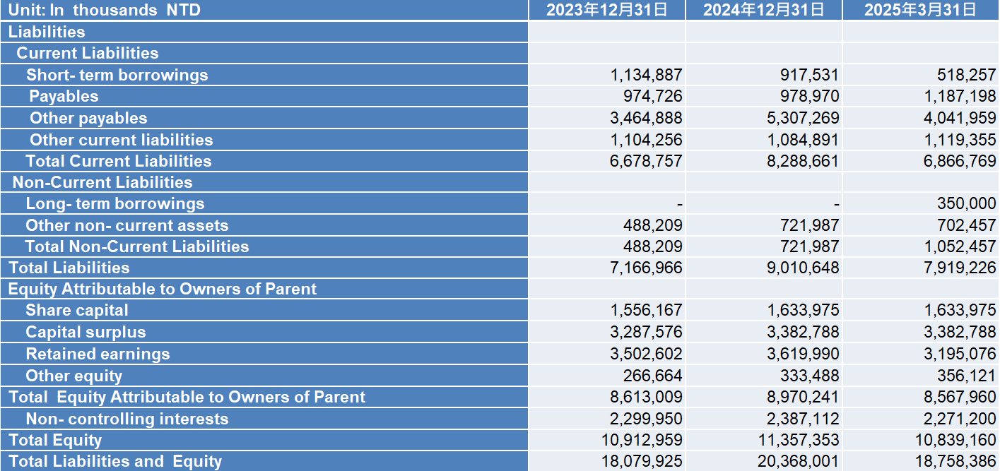 Unit: In thousands NTD 2023年12月31日 2024年12月31日 2025年3月31日
Liabilities
Current Liabilities
Short- term borrowings 1,134,887 917,531 518,257
Payables 974,726 978,970 1,187,198
Other payables 3,464,888 5,307,269 4,041,959
Other current liabilities 1,104,256 1,084,891 1,119,355
Total Current Liabilities 6,678,757 8,288,661 6,866,769
Non-Current Liabilities
Long- term borrowings - - 350,000
Other non- current assets 488,209 721,987 702,457
Total Non-Current Liabilities 488,209 721,987 1,052,457
Total Liabilities 7,166,966 9,010,648 7,919,226
Equity Attributable to Owners of Parent
Share capital 1,556,167 1,633,975 1,633,975
Capital surplus 3,287,576 3,382,788 3,382,788
Retained earnings 3,502,602 3,619,990 3,195,076
Other equity 266,664 333,488 356,121
Total Equity Attributable to Owners of Parent 8,613,009 8,970,241 8,567,960
Non- controlling interests 2,299,950 2,387,112 2,271,200
Total Equity 10,912,959 11,357,353 10,839,160
Total Liabilities and Equity 18,079,925 20,368,001 18,758,386